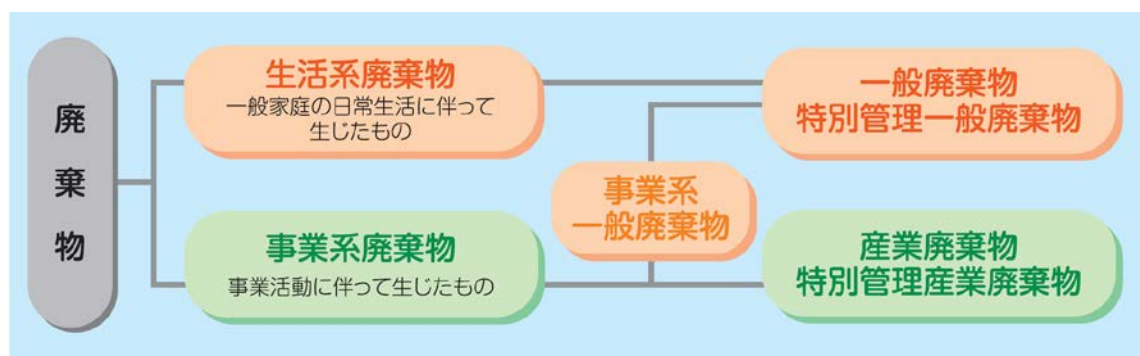 廃棄物
生活系廃棄物
一般家庭の日常生活に伴って
生じたもの
事業系廃棄物
事業活動に伴って生じたもの
事業系
一般廃棄物
一般廃棄物
特別管理一般廃棄物
産業廃棄物
特別管理産業廃棄物